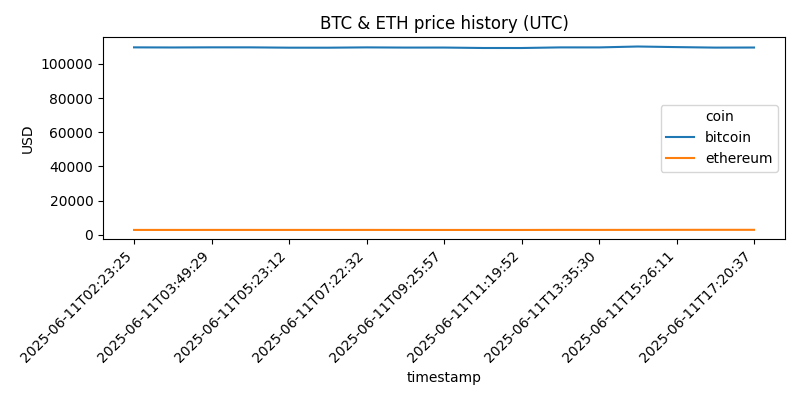 BTC & ETH price history (UTC)
USD
100000
80000
60000
40000
20000
0
coin
bitcoin
ethereum
2025-06-11T02:23:25
2025-06-11T03:49:29
2025-06-11T05:23:12
2025-06-11T07:22:32
2025-06-11T09:25:57
2025-06-11T11:19:52
2025-06-11T13:35:30
2025-06-11T15:26:11
2025-06-11T17:20:37
timestamp